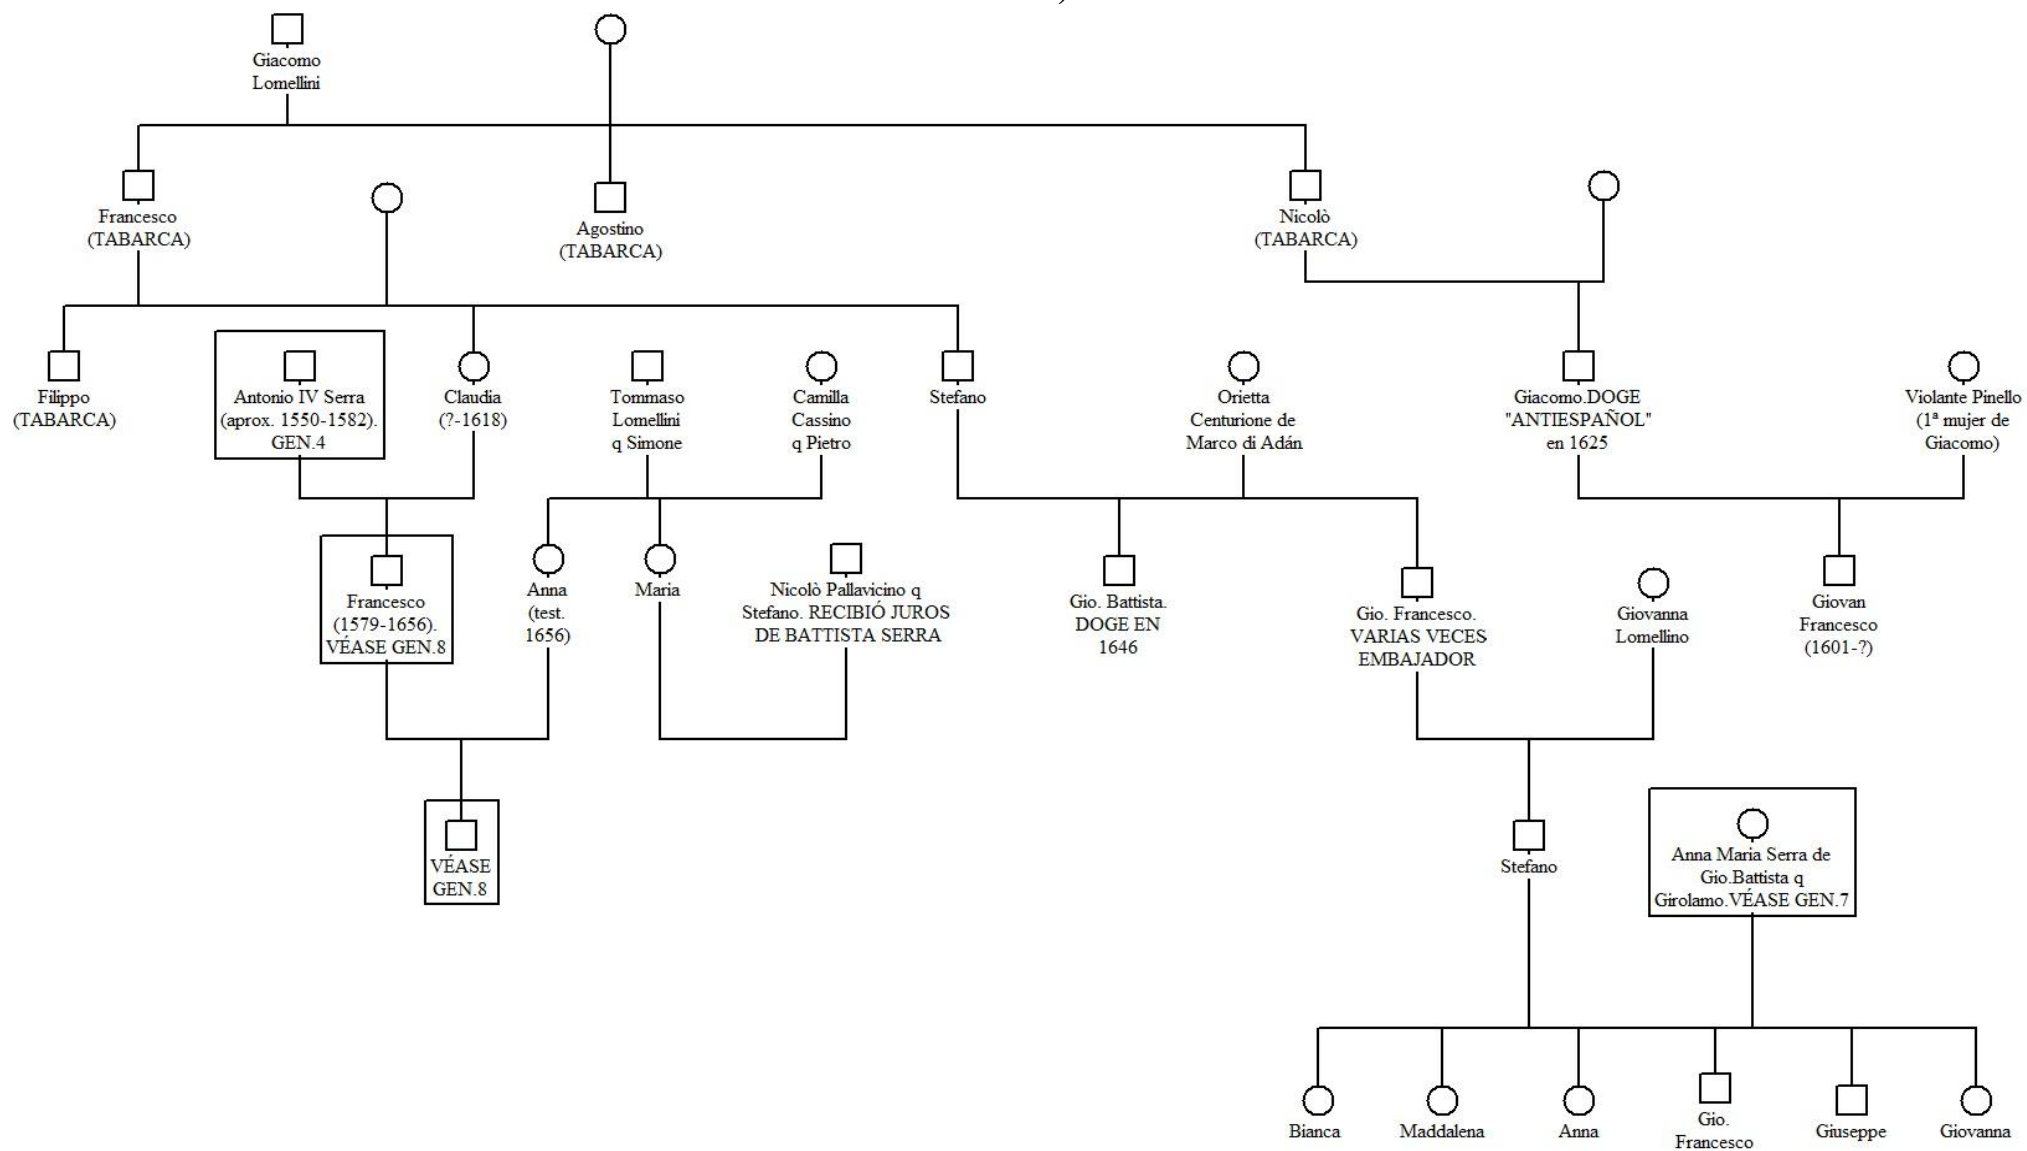 Giacomo
Lomellini
Francesco
(TABARCA)
Agostino
(TABARCA)
Nicolò
(TABARCA)
Filippo
(TABARCA)
Antonio IV Serra
(aprox. 1550-1582).
GEN.4
Claudia
(?-1618)
Tommaso
Lomellini
q Simone
Camilla
Cassino
q Pietro
Stefano
Orietta
Centurione de
Marco di Adán
Giacomo.DOGE
"ANTIESPAÑOL"
en 1625
Violante Pinello
(1ª mujer de
Giacomo)
Francesco
(1579-1656).
VÉASE GEN.8
Anna
(test.
1656)
Maria
Nicolò Pallavicino q
Stefano. RECIBIÓ JUROS
DE BATTISTA SERRA
Gio. Battista.
DOGE EN
1646
Gio. Francesco.
VARIAS VECES
EMBAJADOR
Giovanna
Lomellino
Giovan
Francesco
(1601-?)
VÉASE
GEN.8
Stefano
Anna Maria Serra de
Gio.Battista q
Girolamo.VÉASE GEN.7
Bianca
Maddalena
Anna
Gio.
Francesco
Giuseppe
Giovanna